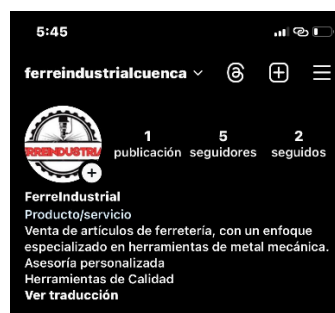 5:45
ferreindustrialcuenca
1 5 2
publicación seguidores seguidos
FerreIndustrial
Producto/servicio
Venta de artículos de ferretería, con un enfoque
especializado en herramientas de metal mecánica.
Asesoría personalizada
Herramientas de Calidad
Ver traducción